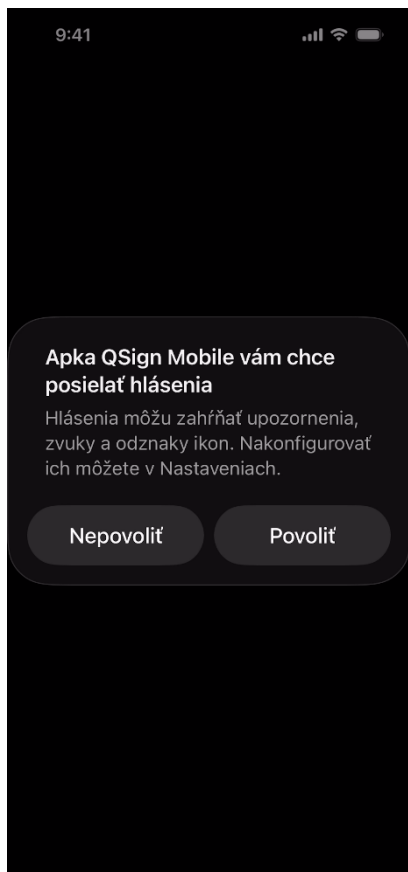 9:41
Apka QSign Mobile vám chce
posielať hlásenia
Hlásenia môžu zahŕňať upozornenia,
zvuky a odznaky ikon. Nakonfigurovať
ich môžete v Nastaveniach.
Nepovoliť
Povoliť